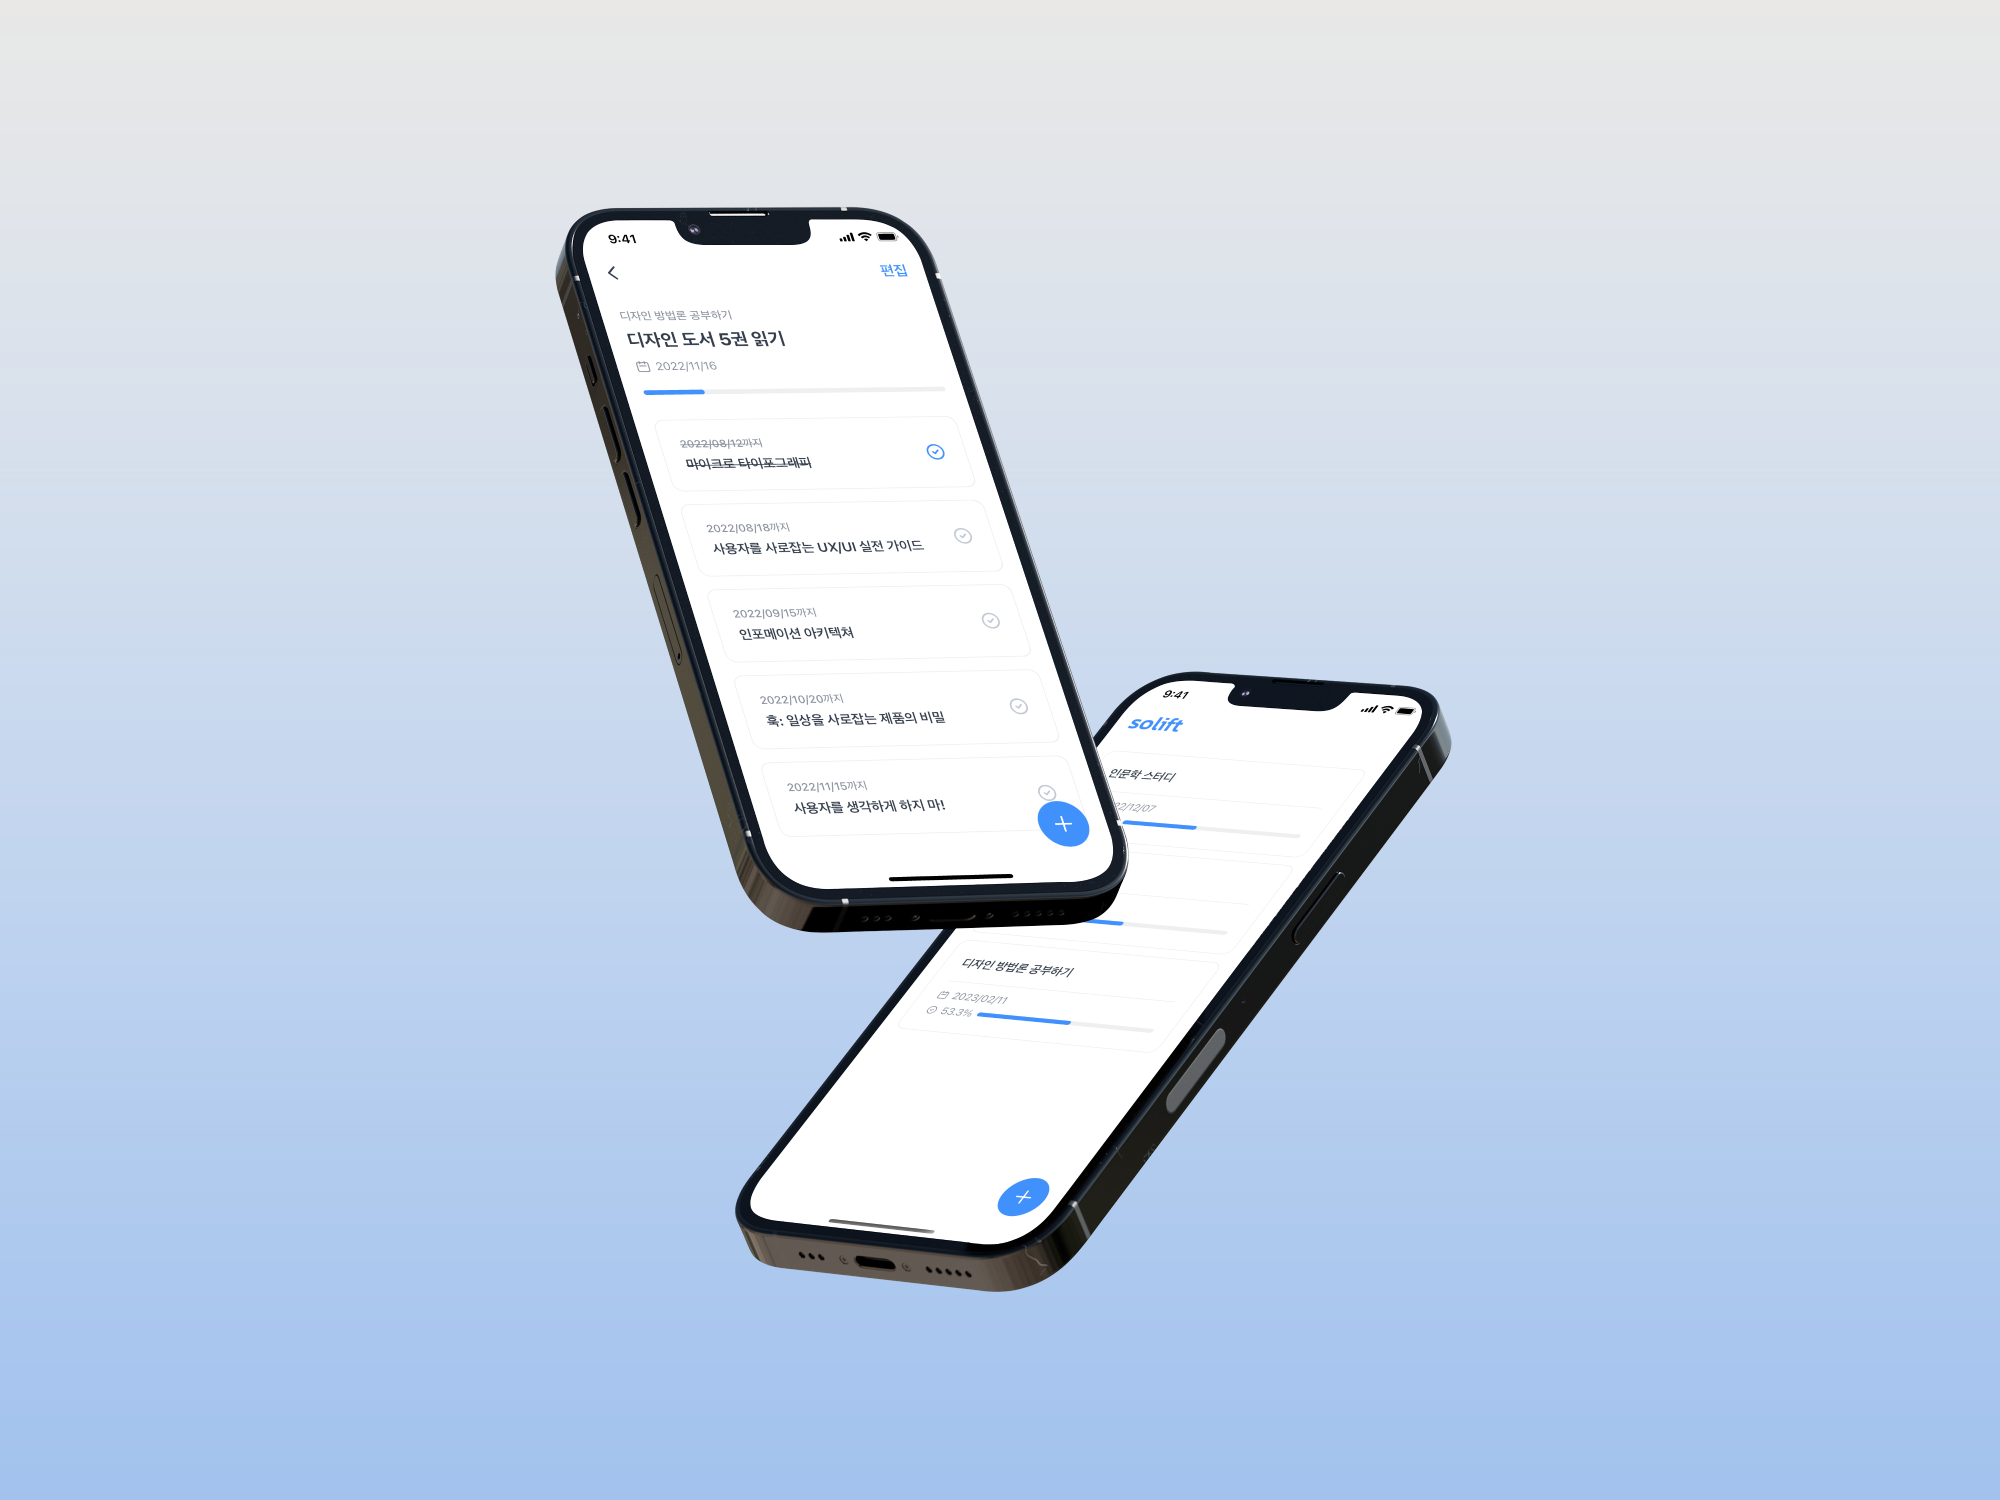 9:41
편집
디자인 방법론 공부하기
디자인 도서 5권 읽기
2022/11/16
2022/08/12까지
마이크로 타이포그래피
2022/08/18까지
사용자를 사로잡는 UX/UI 실전 가이드
2022/09/15까지
인포메이션 아키텍쳐
2022/10/20까지
훅: 일상을 사로잡는 제품의 비밀
2022/11/15까지
사용자를 생각하게 하지 마!
9:41
solift
인문학 스터디
디자인 방법론 공부하기
2023/02/11
53.3%